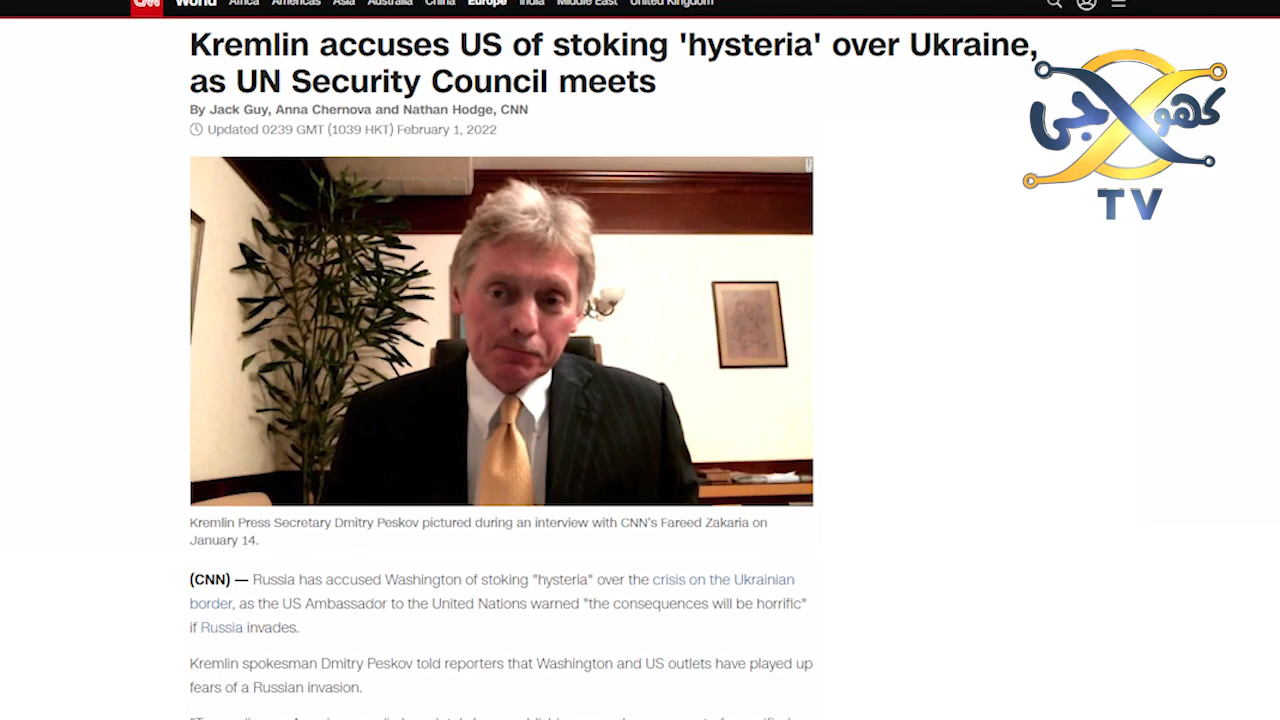 CNN World Africa Americas Asia Australia China Europe India Middle East United Kingdom
Kremlin accuses US of stoking 'hysteria' over Ukraine,
as UN Security Council meets
By Jack Guy, Anna Chernova and Nathan Hodge, CNN
Updated 0239 GMT (1039 HKT) February 1, 2022
کھوجی
TV
Kremlin Press Secretary Dmitry Peskov pictured during an interview with CNN's Fareed Zakaria on
January 14.
(CNN) — Russia has accused Washington of stoking "hysteria" over the crisis on the Ukrainian
border, as the US Ambassador to the United Nations warned "the consequences will be horrific"
if Russia invades.
Kremlin spokesman Dmitry Peskov told reporters that Washington and US outlets have played up
fears of a Russian invasion.